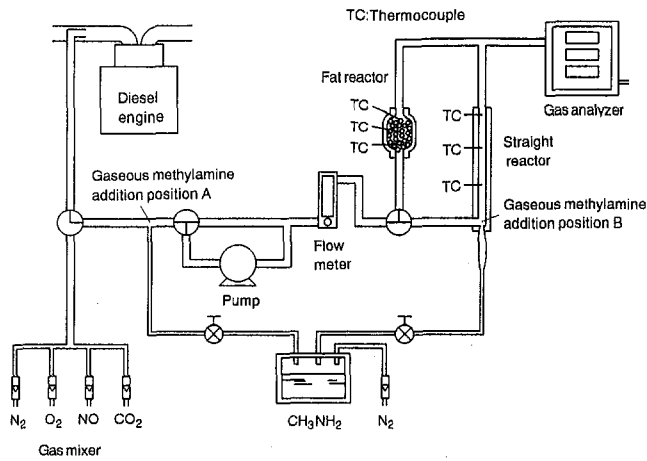 TC:Thermocouple
Diesel
engine
Fat reactor
TC
TC
TC
Gas analyzer
TC
TC
TC
Straight
reactor
Gaseous methylamine
addition position A
Gaseous methylamine
addition position B
Flow
meter
Pump
N2 O2 NO CO2
CH3NH2
N2
Gas mixer